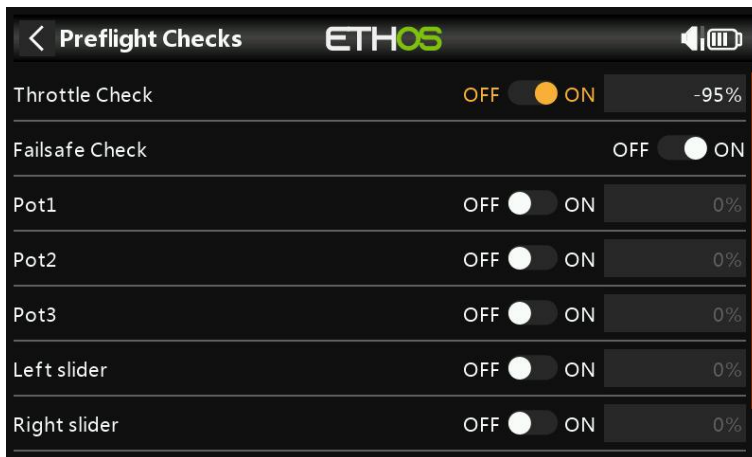 Preflight Checks ETHOS
Throttle Check OFF ON -95%
Failsafe Check OFF ON
Pot1 OFF ON 0%
Pot2 OFF ON 0%
Pot3 OFF ON 0%
Left slider OFF ON 0%
Right slider OFF ON 0%